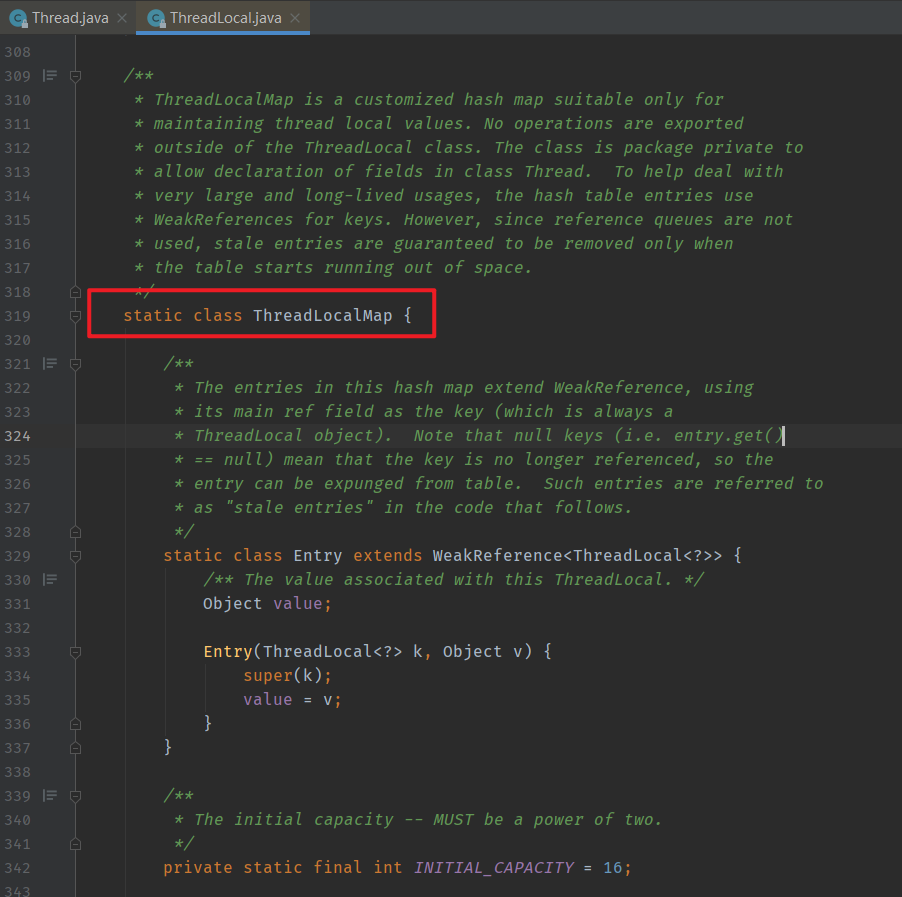 Thread.java ThreadLocal.java
308
309 /**
310 * ThreadLocalMap is a customized hash map suitable only for
311 * maintaining thread local values. No operations are exported
312 * outside of the ThreadLocal class. The class is package private to
313 * allow declaration of fields in class Thread.  To help deal with
314 * very large and long-lived usages, the hash table entries use
315 * WeakReferences for keys. However, since reference queues are not
316 * used, stale entries are guaranteed to be removed only when
317 * the table starts running out of space.
318 */
319 static class ThreadLocalMap {
320
321 /**
322 * The entries in this hash map extend WeakReference, using
323 * its main ref field as the key (which is always a
324 * ThreadLocal object).  Note that null keys (i.e. entry.get()
325 * == null) mean that the key is no longer referenced, so the
326 * entry can be expunged from table.  Such entries are referred to
327 * as "stale entries" in the code that follows.
328 */
329 static class Entry extends WeakReference<ThreadLocal<?>> {
330 /** The value associated with this ThreadLocal. */
331 Object value;
332
333 Entry(ThreadLocal<?> k, Object v) {
334 super(k);
335 value = v;
336 }
337 }
338
339 /**
340 * The initial capacity -- MUST be a power of two.
341 */
342 private static final int INITIAL_CAPACITY = 16;
343